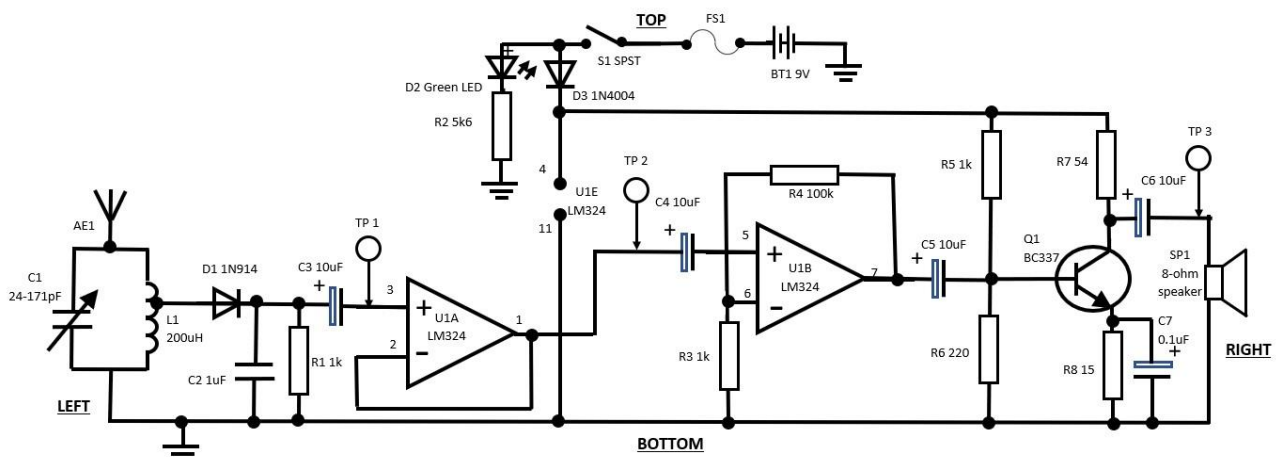 TOP
FS1
S1 SPST
BT1 9V
+
D2 Green LED
D3 1N4004
R2 5k6
TP 3
TP 2
R5 1k
R7 54
4
U1E
LM324
11
C4 10uF
+
R4 100k
C6 10uF
+
AE1
TP 1
C1
24-171pF
D1 1N914
C3 10uF
+
3
+
U1A
LM324
1
2
-
5
+
U1B
LM324
7
6
-
C5 10uF
+
Q1
BC337
SP1
8-ohm
speaker
L1
200uH
R1 1k
C2 1uF
R3 1k
R6 220
R8 15
C7
0.1uF
+
LEFT
RIGHT
BOTTOM